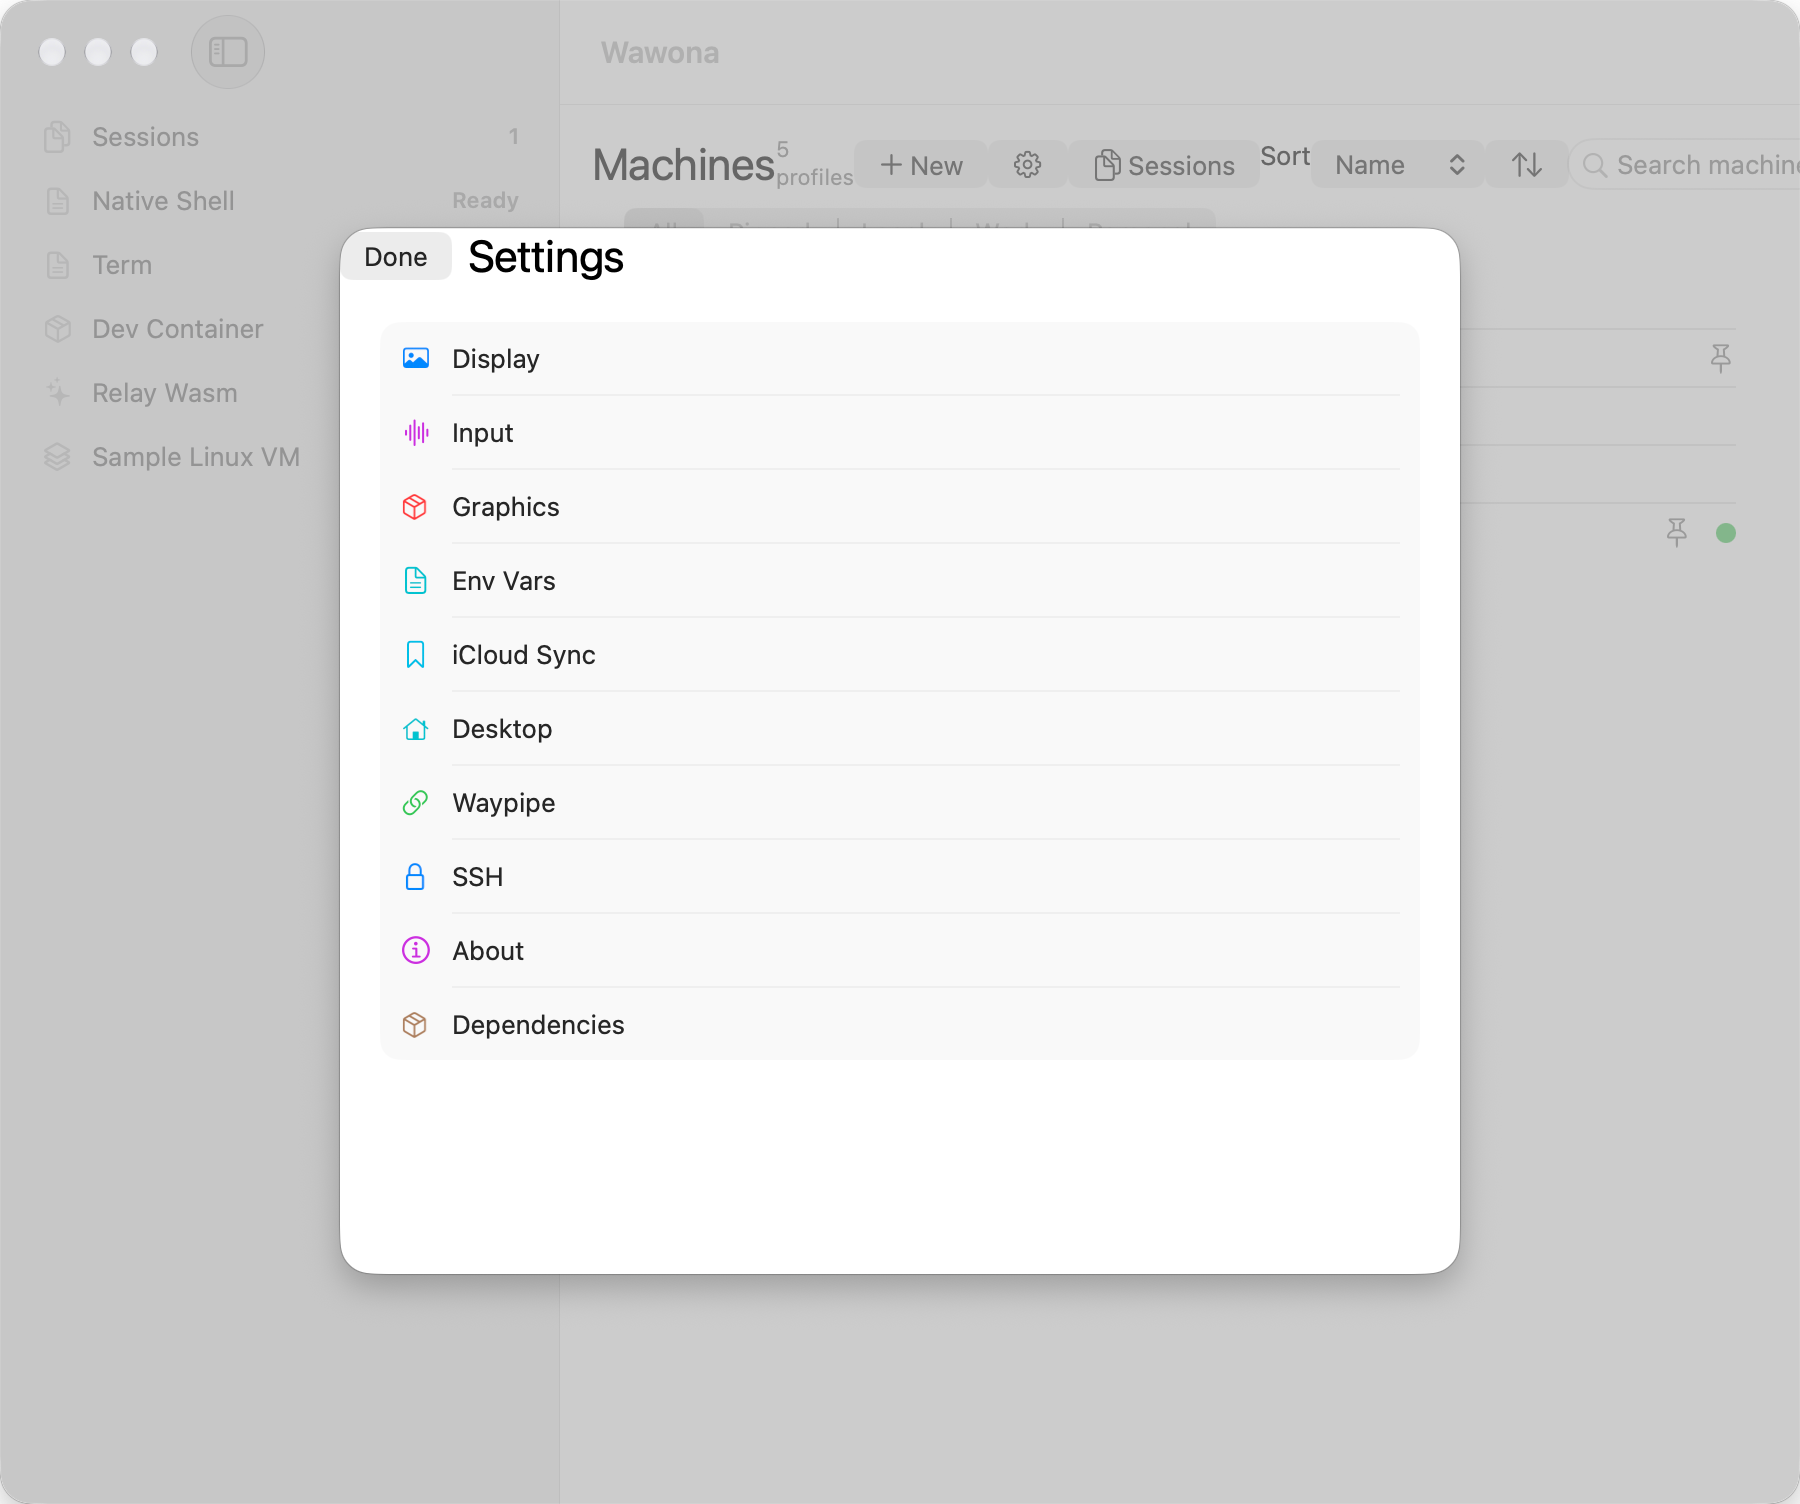 Wawona
Sessions 1
Native Shell Ready
Term
Dev Container
Relay Wasm
Sample Linux VM
Machines 5 profiles New Sessions Sort Name Search machine
Done Settings
Display
Input
Graphics
Env Vars
iCloud Sync
Desktop
Waypipe
SSH
About
Dependencies